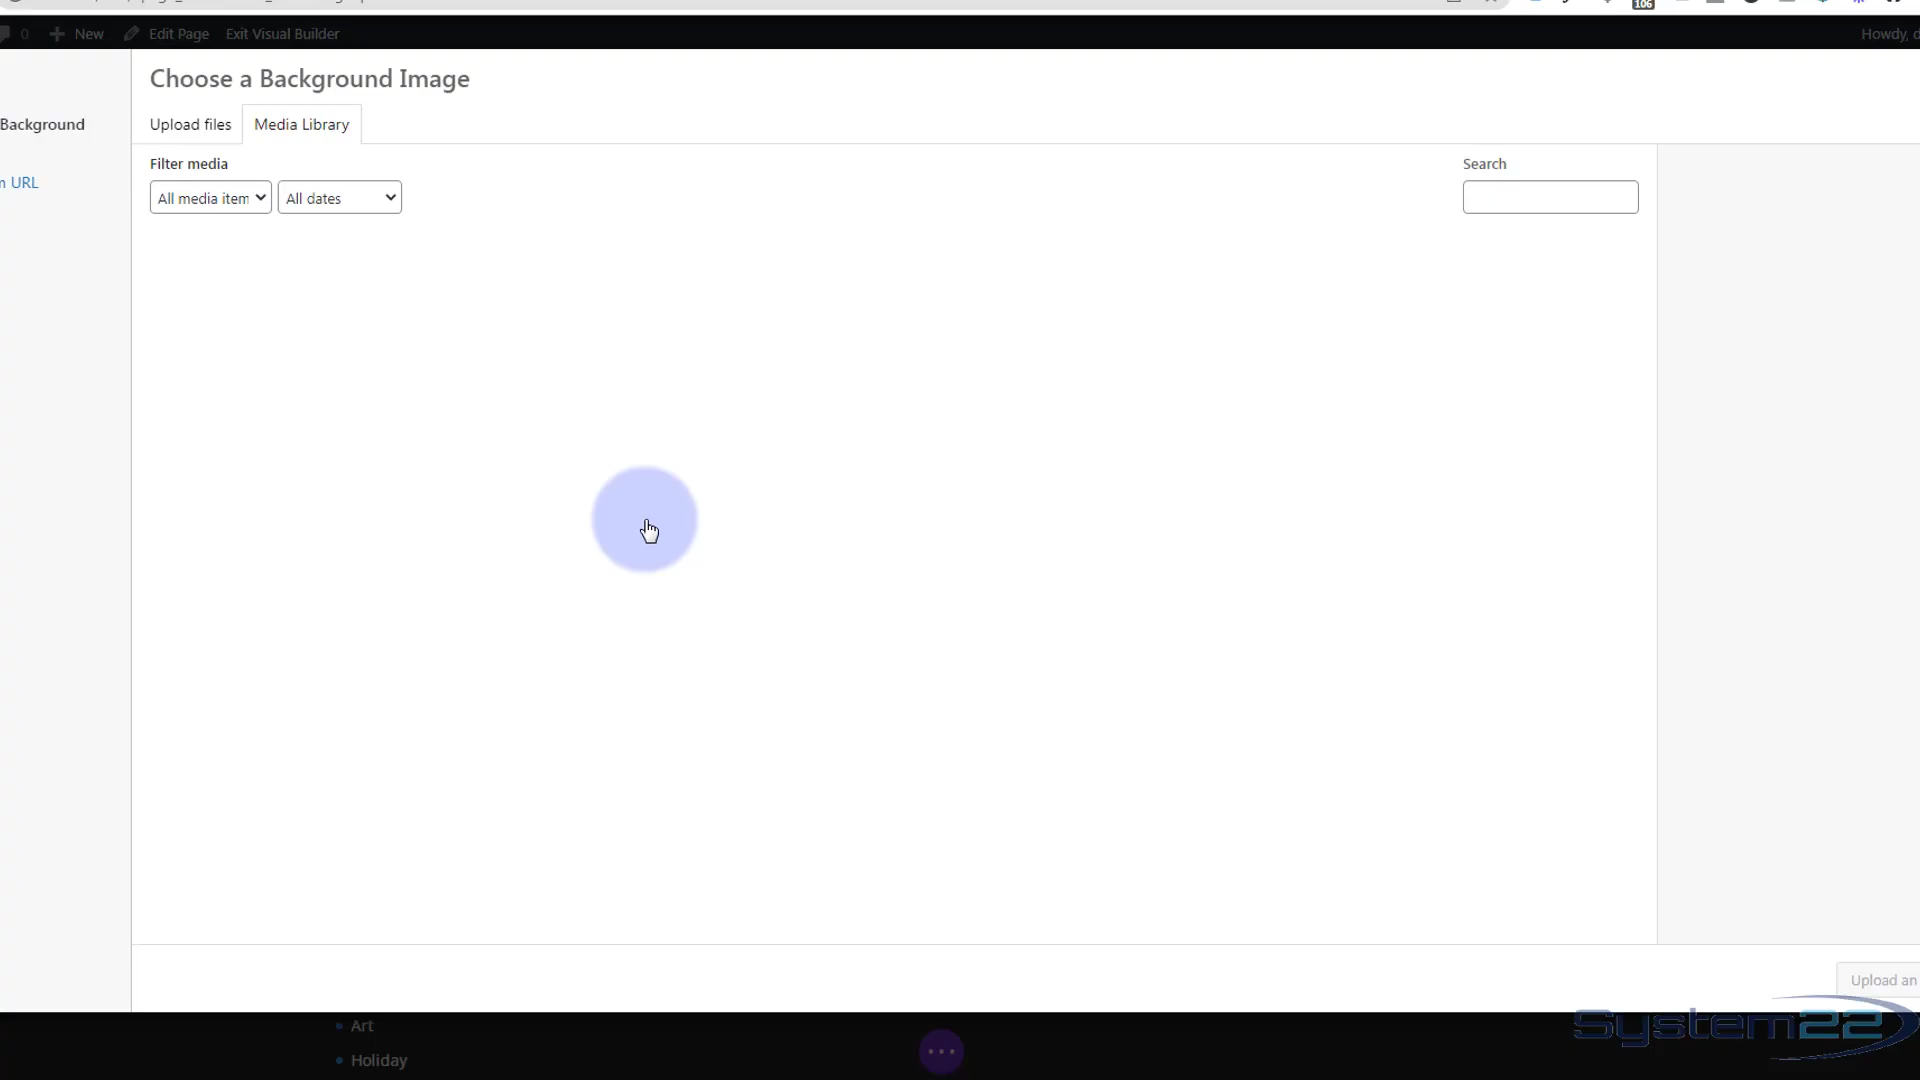 106
0 New Edit Page Exit Visual Builder Howdy, d
Choose a Background Image
Background
Upload files Media Library
Filter media Search
n URL
All media item All dates
Upload an
System22
Art
Holiday